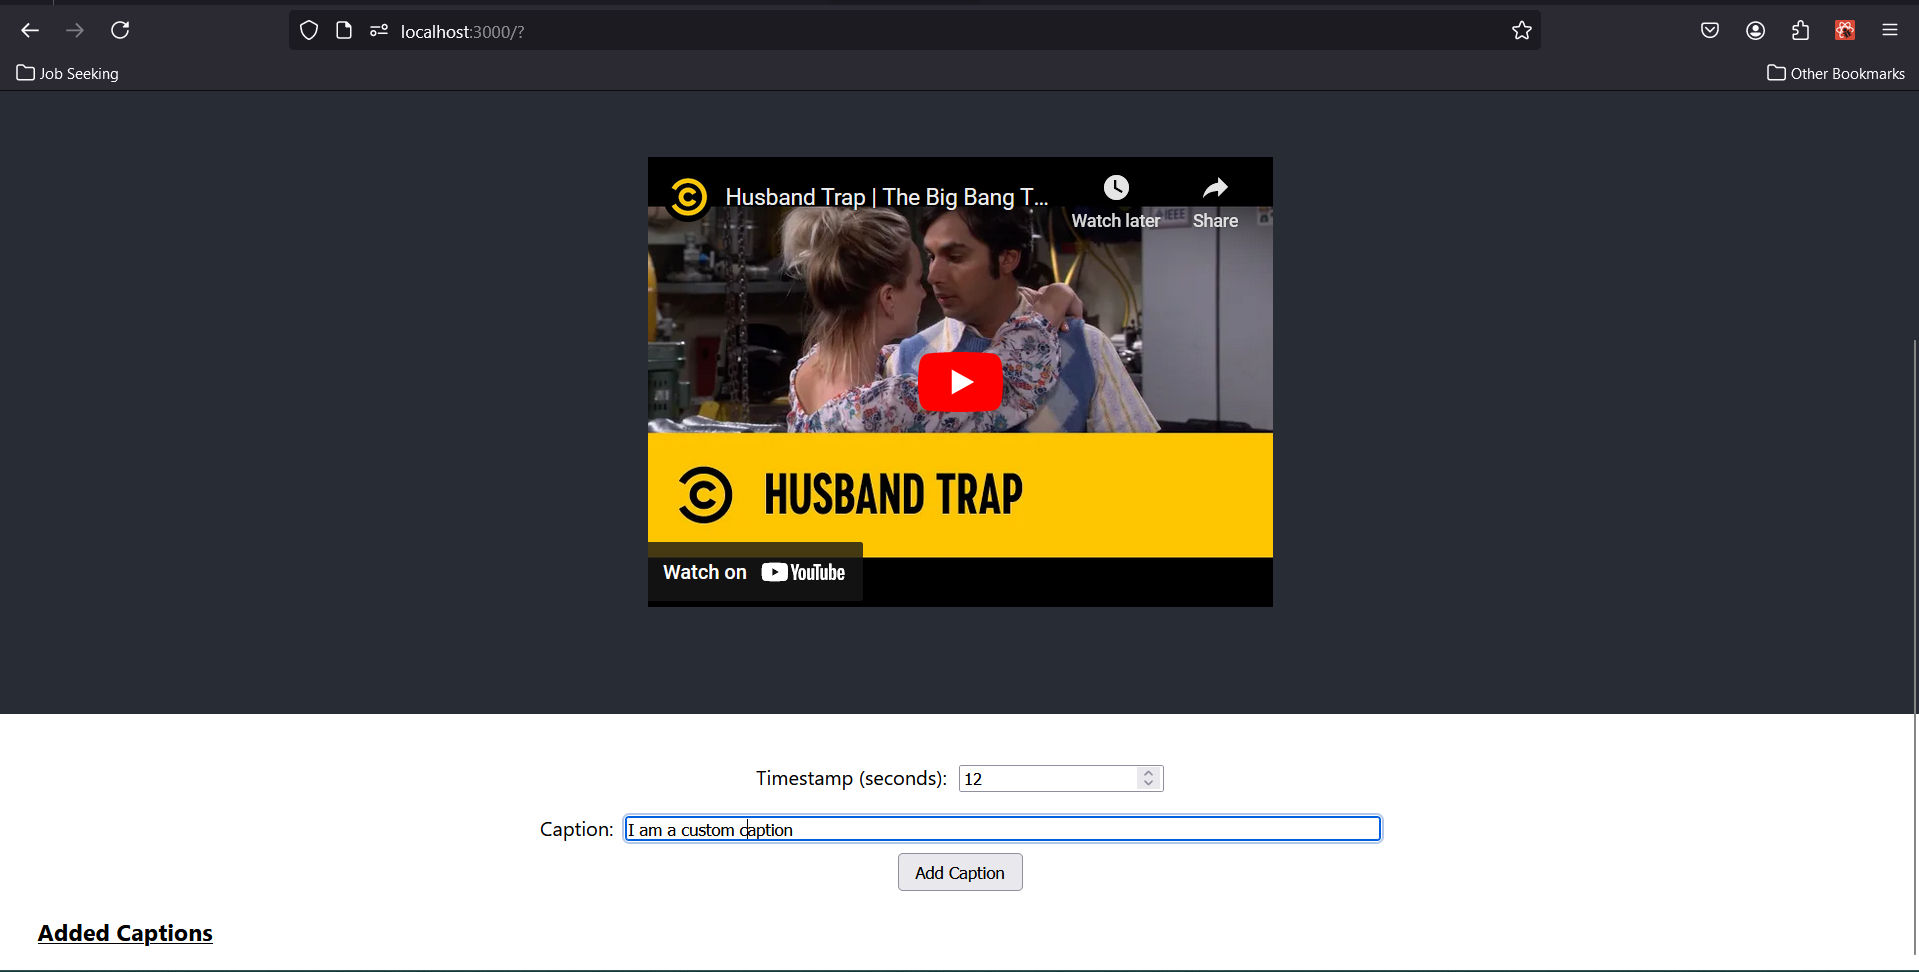 localhost:3000/?
Job Seeking
Other Bookmarks
Husband Trap | The Big Bang T...
Watch later
Share
IEEE
HUSBAND TRAP
Watch on YouTube
Timestamp (seconds): 12
Caption: I am a custom caption
Add Caption
Added Captions